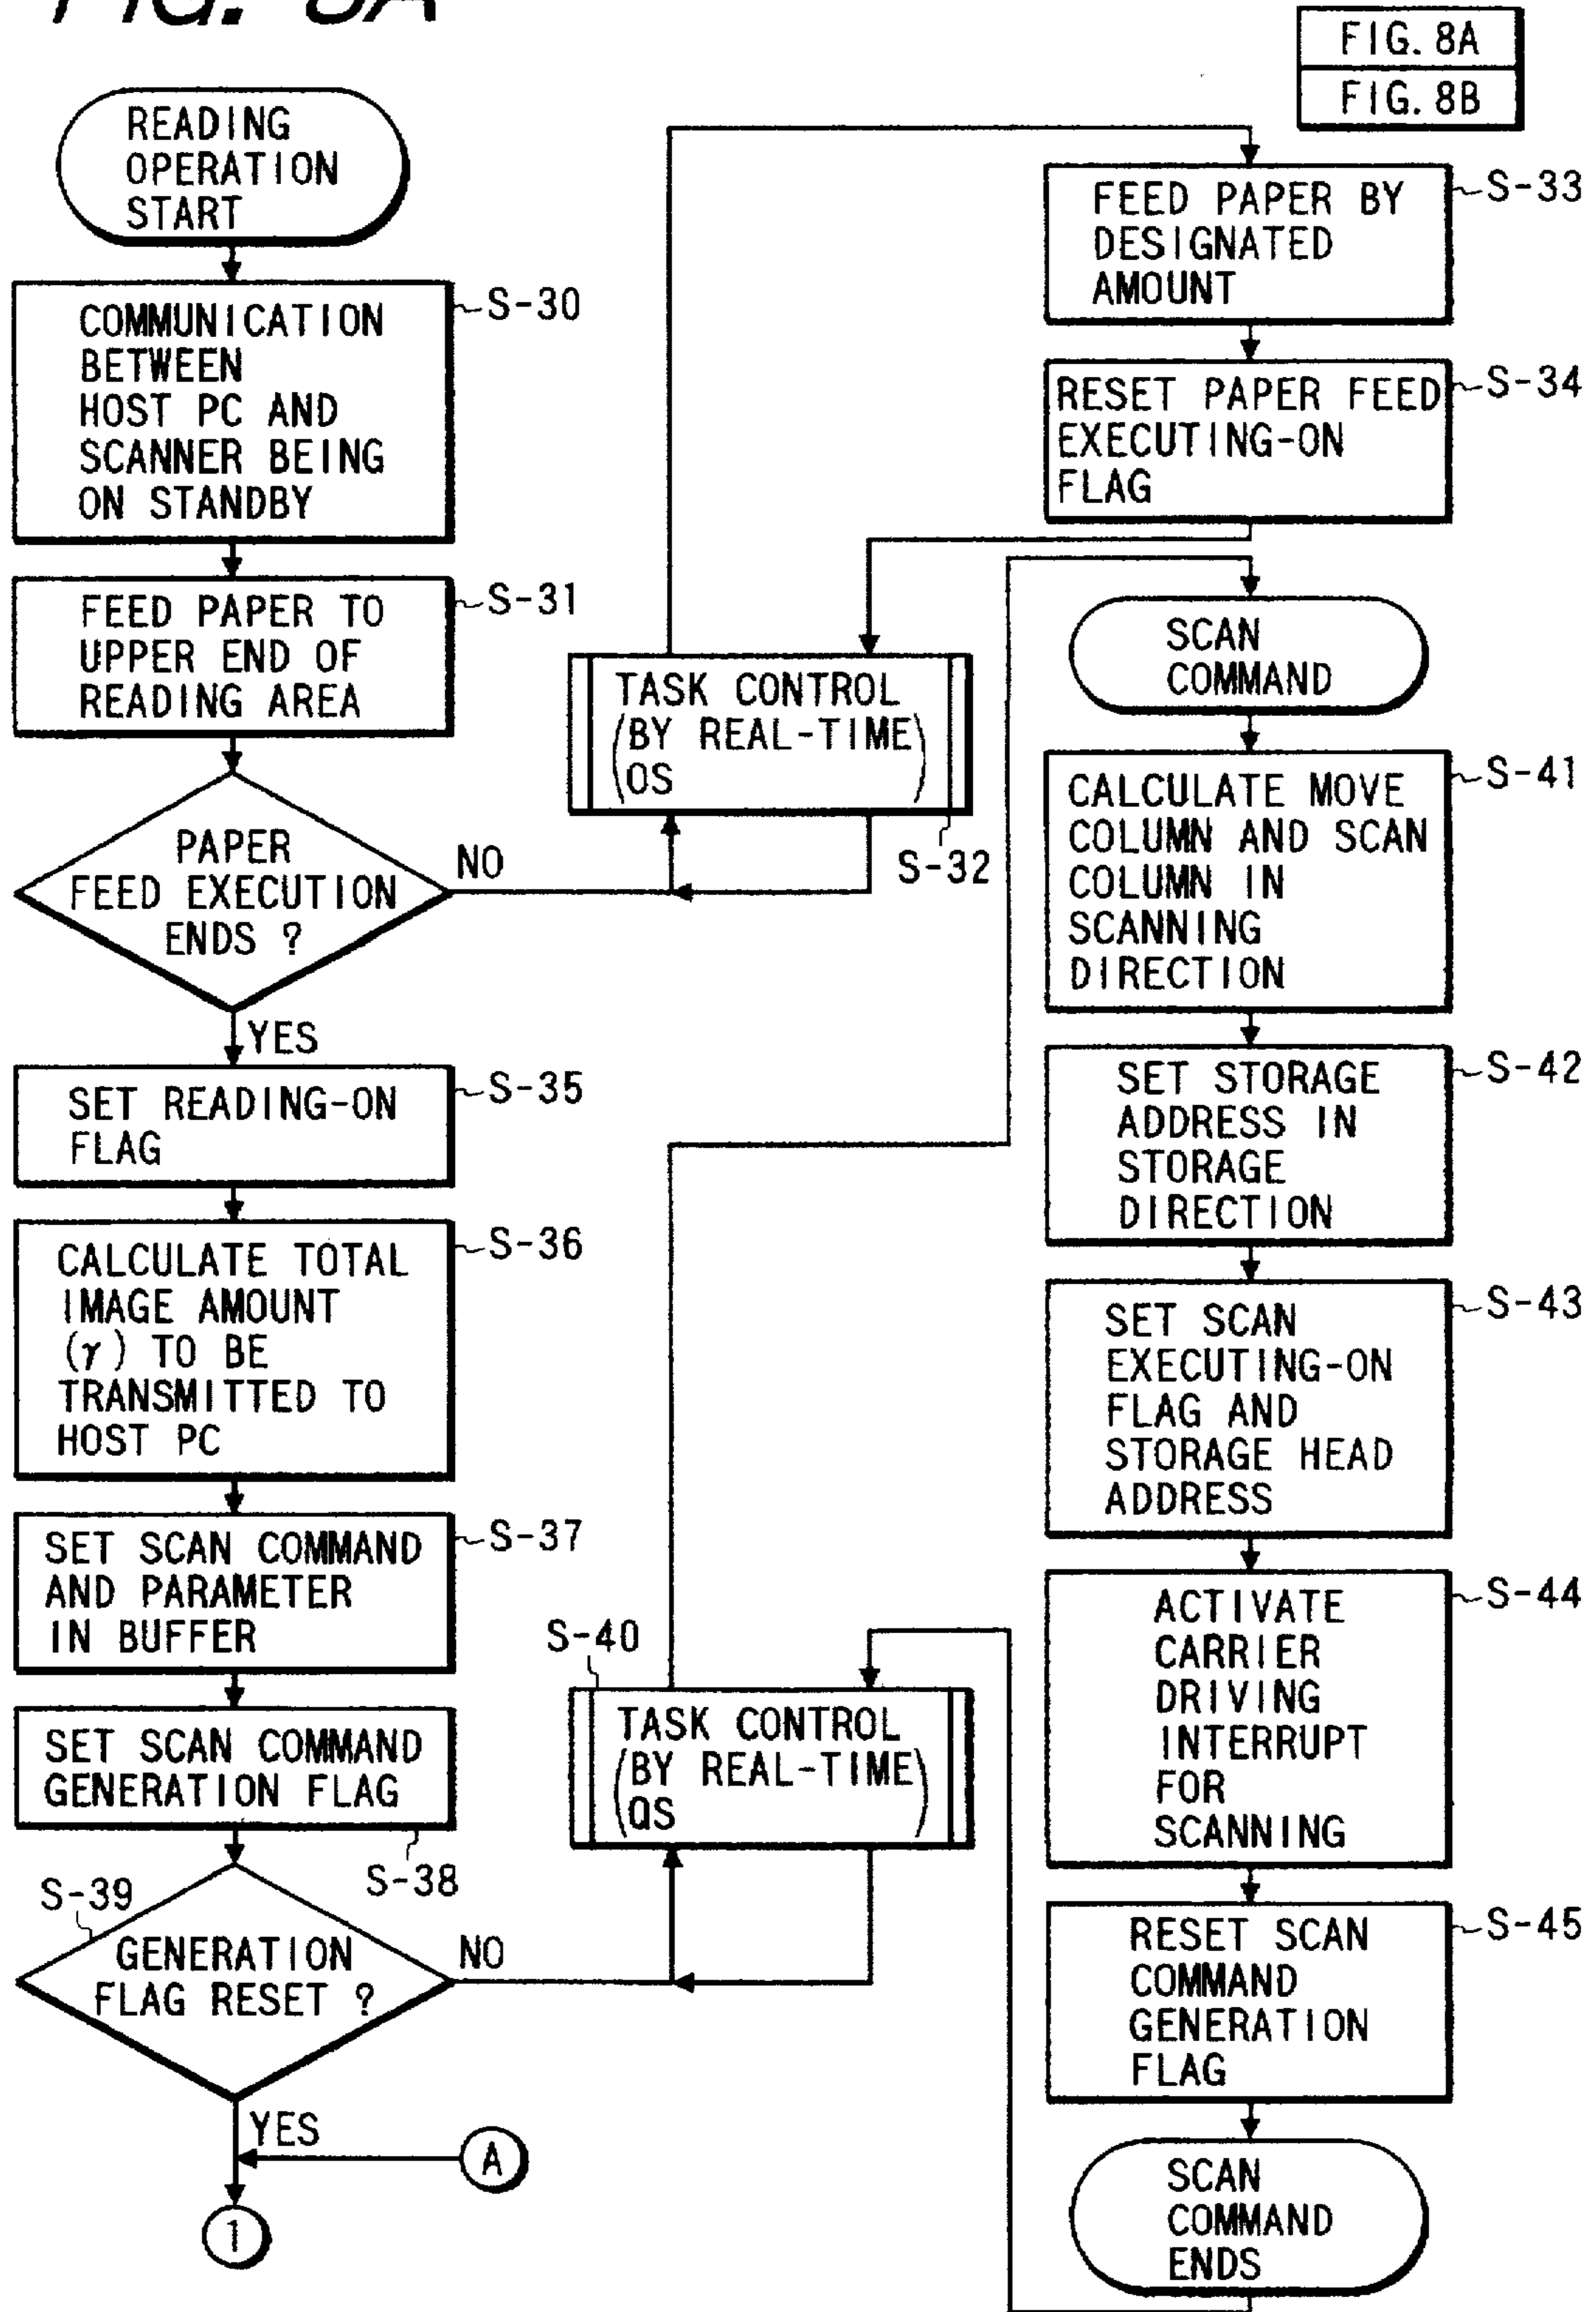 FIG. 8A
FIG. 8A
FIG. 8B
READING
OPERATION
START
COMMUNICATION
BETWEEN
HOST PC AND
SCANNER BEING
ON STANDBY
S-30
FEED PAPER TO
UPPER END OF
READING AREA
S-31
PAPER
FEED EXECUTION
ENDS ?
NO
YES
TASK CONTROL
(BY REAL-TIME)
OS
S-32
FEED PAPER BY
DESIGNATED
AMOUNT
S-33
RESET PAPER FEED
EXECUTING-ON
FLAG
S-34
SET READING-ON
FLAG
S-35
CALCULATE TOTAL
IMAGE AMOUNT
(γ) TO BE
TRANSMITTED TO
HOST PC
S-36
SET SCAN COMMAND
AND PARAMETER
IN BUFFER
S-37
SET SCAN COMMAND
GENERATION FLAG
S-38
S-39
GENERATION
FLAG RESET ?
NO
YES
A
1
S-40
TASK CONTROL
(BY REAL-TIME)
OS
SCAN
COMMAND
CALCULATE MOVE
COLUMN AND SCAN
COLUMN IN
SCANNING
DIRECTION
S-41
SET STORAGE
ADDRESS IN
STORAGE
DIRECTION
S-42
SET SCAN
EXECUTING-ON
FLAG AND
STORAGE HEAD
ADDRESS
S-43
ACTIVATE
CARRIER
DRIVING
INTERRUPT
FOR
SCANNING
S-44
RESET SCAN
COMMAND
GENERATION
FLAG
S-45
SCAN
COMMAND
ENDS